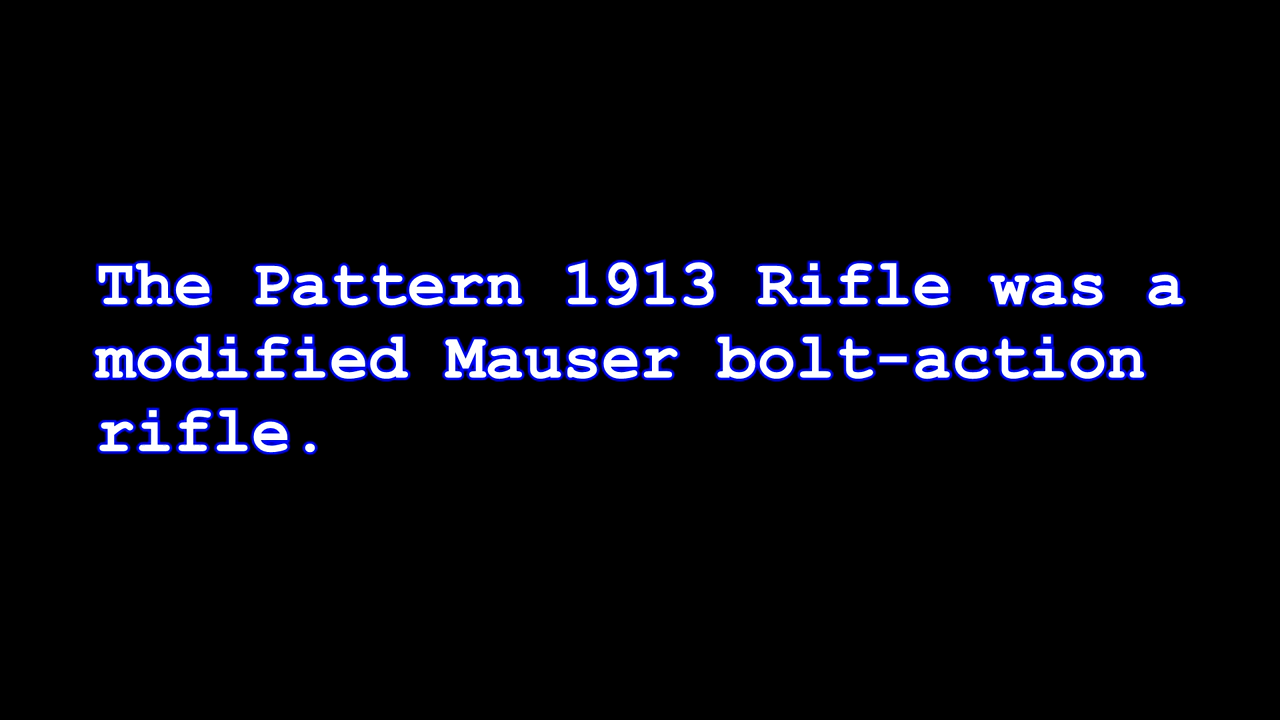 The Pattern 1913 Rifle was a
modified Mauser bolt-action
rifle.